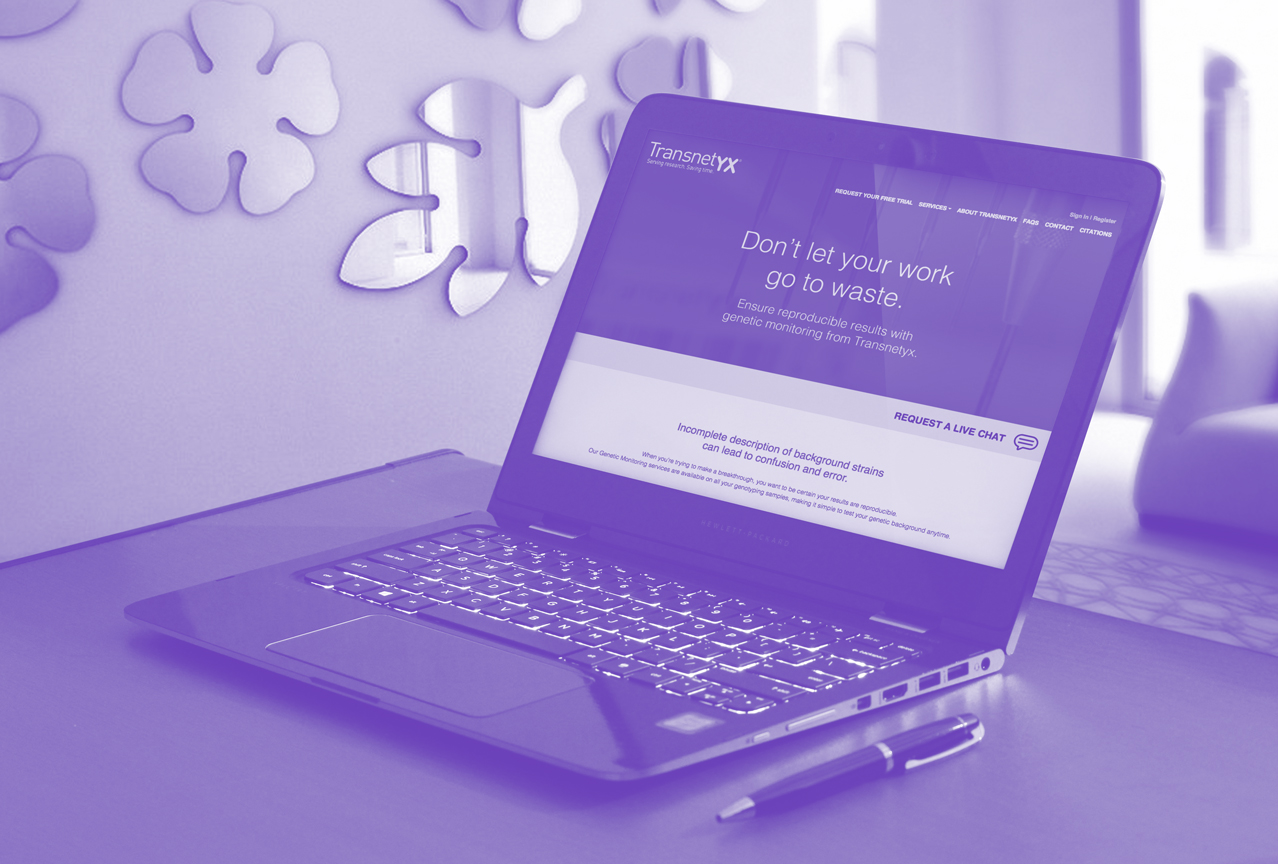 Transnetyx
Serving research. Saving time.
Sign In / Register
REQUEST YOUR FREE TRIAL SERVICES ABOUT TRANSNETYX FAQS CONTACT CITATIONS
Don't let your work
go to waste.
Ensure reproducible results with
genetic monitoring from Transnetyx.
REQUEST A LIVE CHAT
Incomplete description of background strains
can lead to confusion and error.
When you're trying to make a breakthrough, you want to be certain your results are reproducible.
Our Genetic Monitoring services are available on all your genotyping samples, making it simple to test your genetic background anytime.
HEWLETT-PACKARD